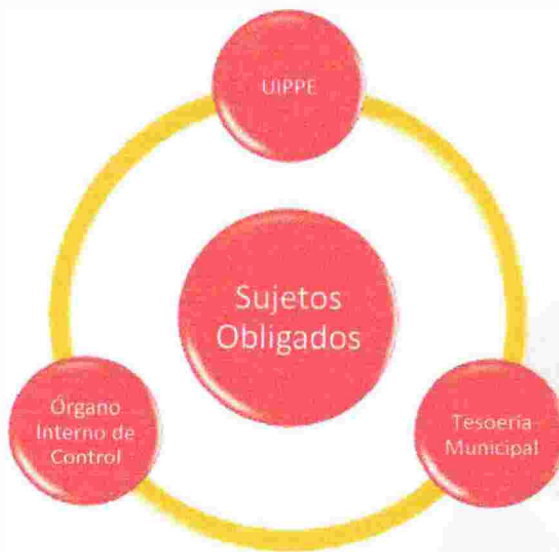 UIPPE
Sujetos
Obligados
Órgano
Interno de
Control
Tesoería
Municipal